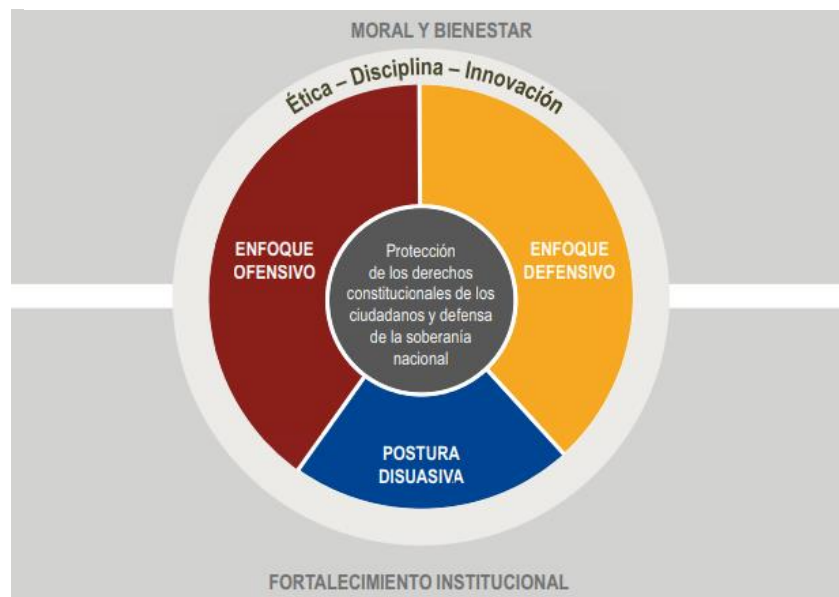 MORAL Y BIENESTAR
Ética – Disciplina – Innovación
ENFOQUE
OFENSIVO
Protección
de los derechos
constitucionales de los
ciudadanos y defensa
de la soberanía
nacional
ENFOQUE
DEFENSIVO
POSTURA
DISUASIVA
FORTALECIMIENTO INSTITUCIONAL